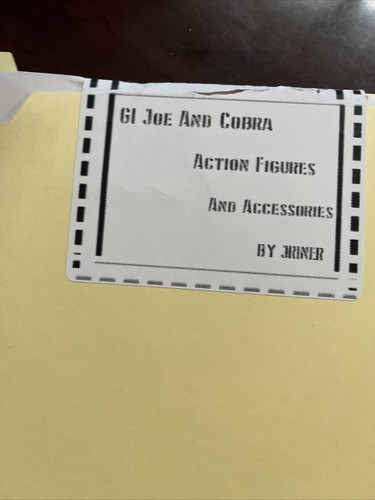 GI Joe And Cobra
Action Figures
And Accessories
By JRINER